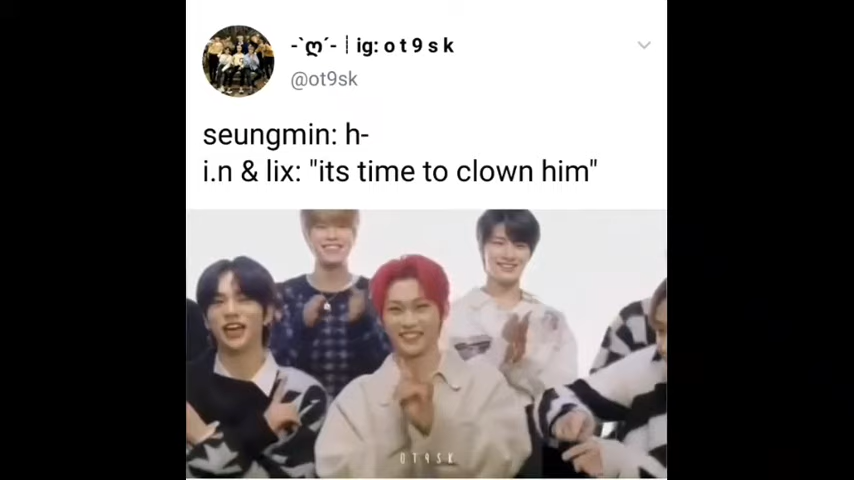 -`ღ´- ┊ ig: o t 9 s k
@ot9sk
seungmin: h-
i.n & lix: "its time to clown him"
OT9SK